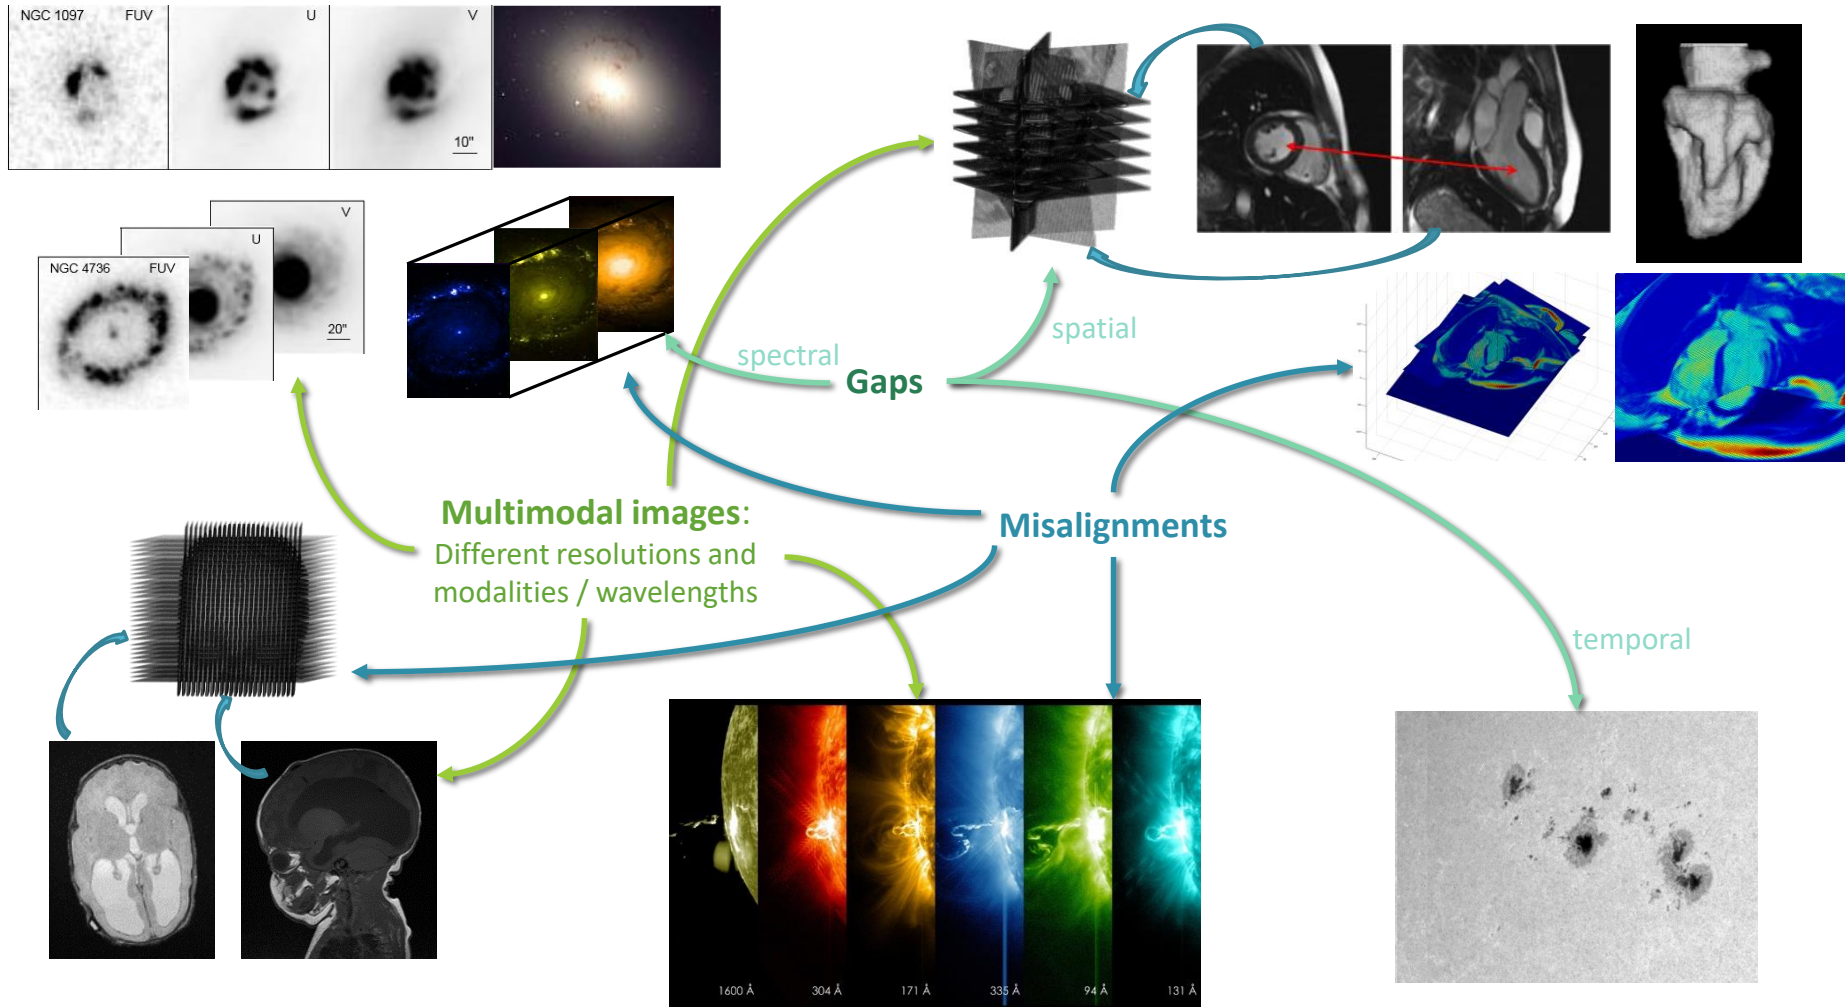 NGC 1097 FUV
U
V
10"
V
U
NGC 4736 FUV
20"
spectral
spatial
Gaps
Multimodal images:
Different resolutions and
modalities / wavelengths
Misalignments
temporal
1600 Å
304 Å
171 Å
335 Å
94 Å
131 Å